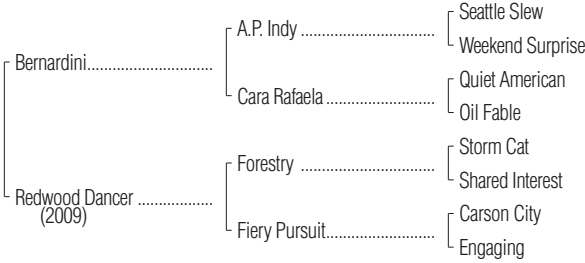 Seattle Slew
A.P. Indy ................................
Weekend Surprise
Bernardini..............................
Quiet American
Cara Rafaela ..........................
Oil Fable
Storm Cat
Forestry ................................
Shared Interest
Redwood Dancer ..................
(2009)
Carson City
Fiery Pursuit..........................
Engaging